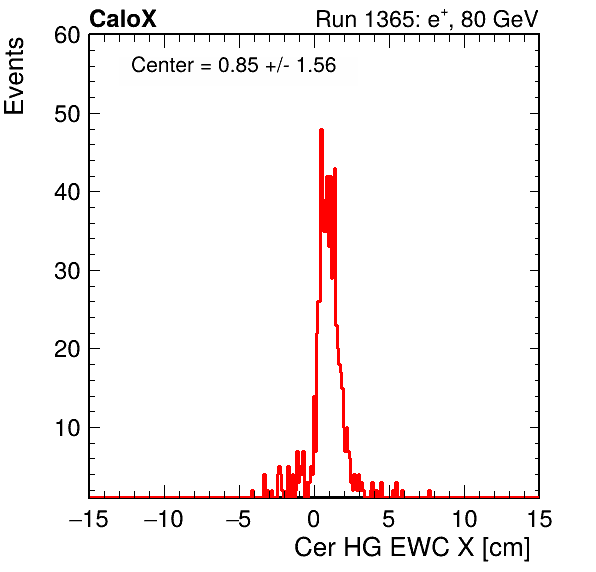 CaloX Run 1365: e⁺, 80 GeV
Events
Center = 0.85 +/- 1.56
60
50
40
30
20
10
−15 −10 −5 0 5 10 15
Cer HG EWC X [cm]